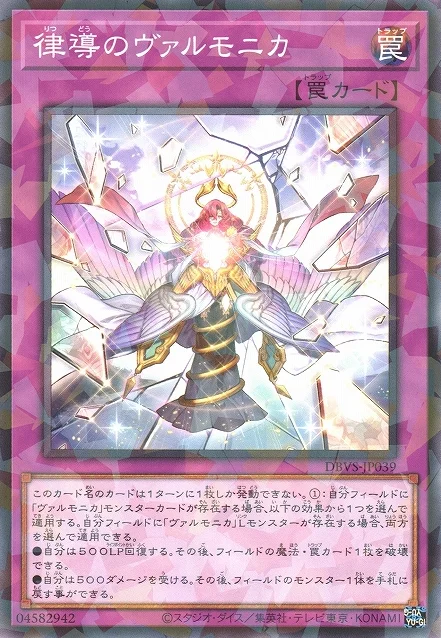 律導のヴァルモニカ
罠
【罠カード】
DBVS-JP039
このカード名のカードは1ターンに1枚しか発動できない。①:自分フィールドに
「ヴァルモニカ」モンスターカードが存在する場合、以下の効果から1つを選んで
適用する。自分フィールドに「ヴァルモニカ」Lモンスターが存在する場合、両方
を選んで適用できる。
●自分は500LP回復する。その後、フィールドの魔法・罠カード1枚を破壊
できる。
●自分は500ダメージを受ける。その後、フィールドのモンスター1体を手札に
戻す事ができる。
04582942
©スタジオ・ダイス/集英社・テレビ東京・KONAMI